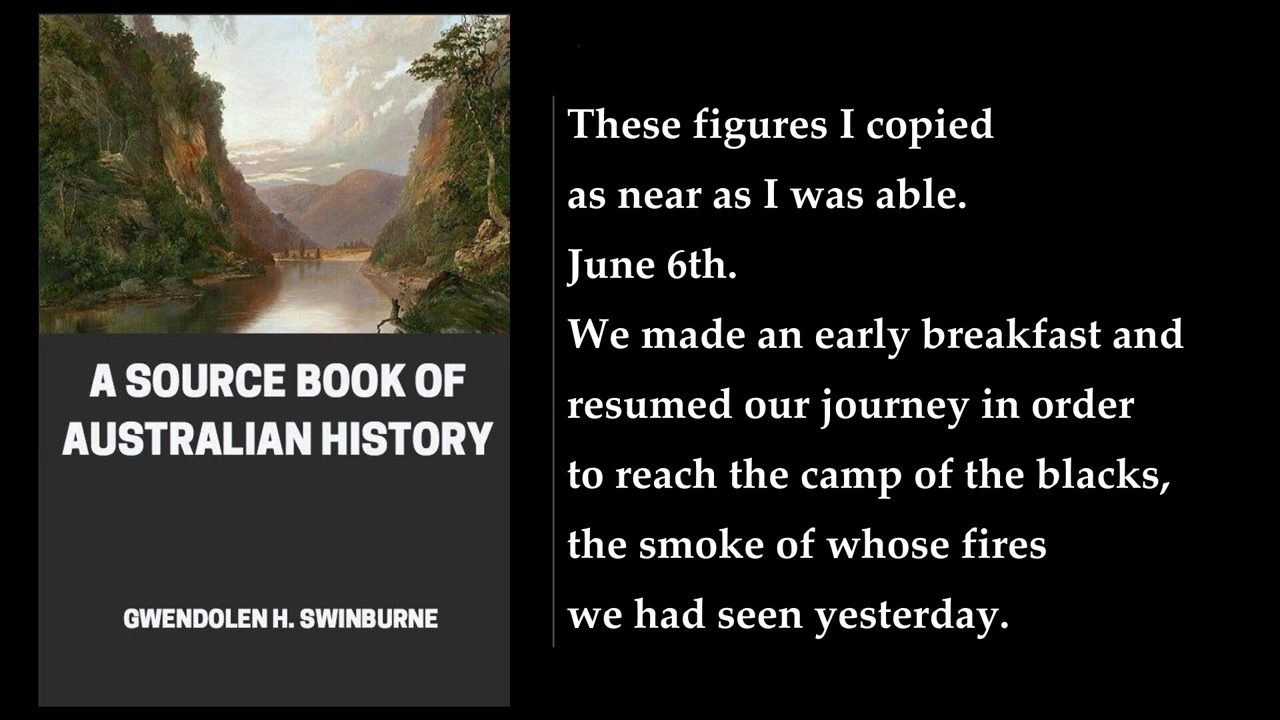 A SOURCE BOOK OF
AUSTRALIAN HISTORY
GWENDOLEN H. SWINBURNE
These figures I copied
as near as I was able.
June 6th.
We made an early breakfast and
resumed our journey in order
to reach the camp of the blacks,
the smoke of whose fires
we had seen yesterday.